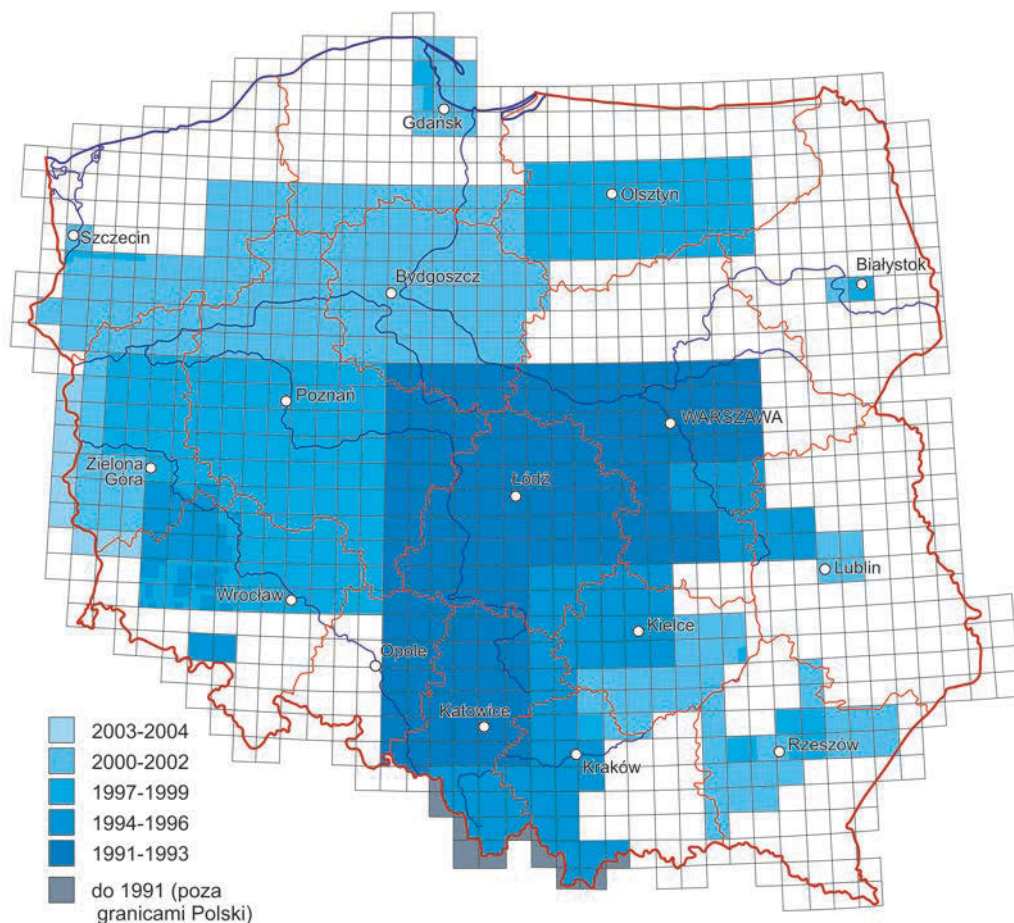 Gdańsk
Olsztyn
Szczecin
Białystok
Bydgoszcz
Poznań
WARSZAWA
Zielona
Góra
Łódź
Lublin
Wrocław
Kielce
Opole
Katowice
Rzeszów
Kraków
2003-2004
2000-2002
1997-1999
1994-1996
1991-1993
do 1991 (poza
granicami Polski)